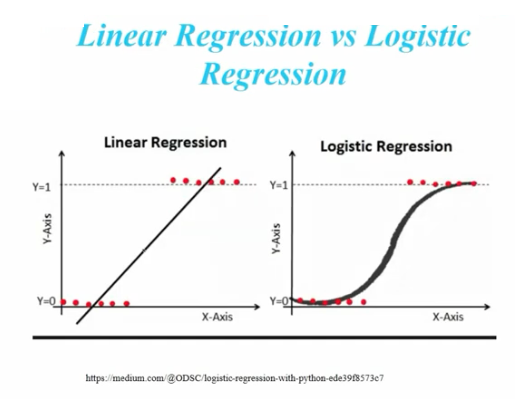 Linear Regression vs Logistic
Regression
Linear Regression
Y=1
Y-Axis
Y=0
X-Axis
Logistic Regression
Y=1
Y-Axis
Y=0
X-Axis
https://medium.com/@ODSC/logistic-regression-with-python-ede39f8573c7